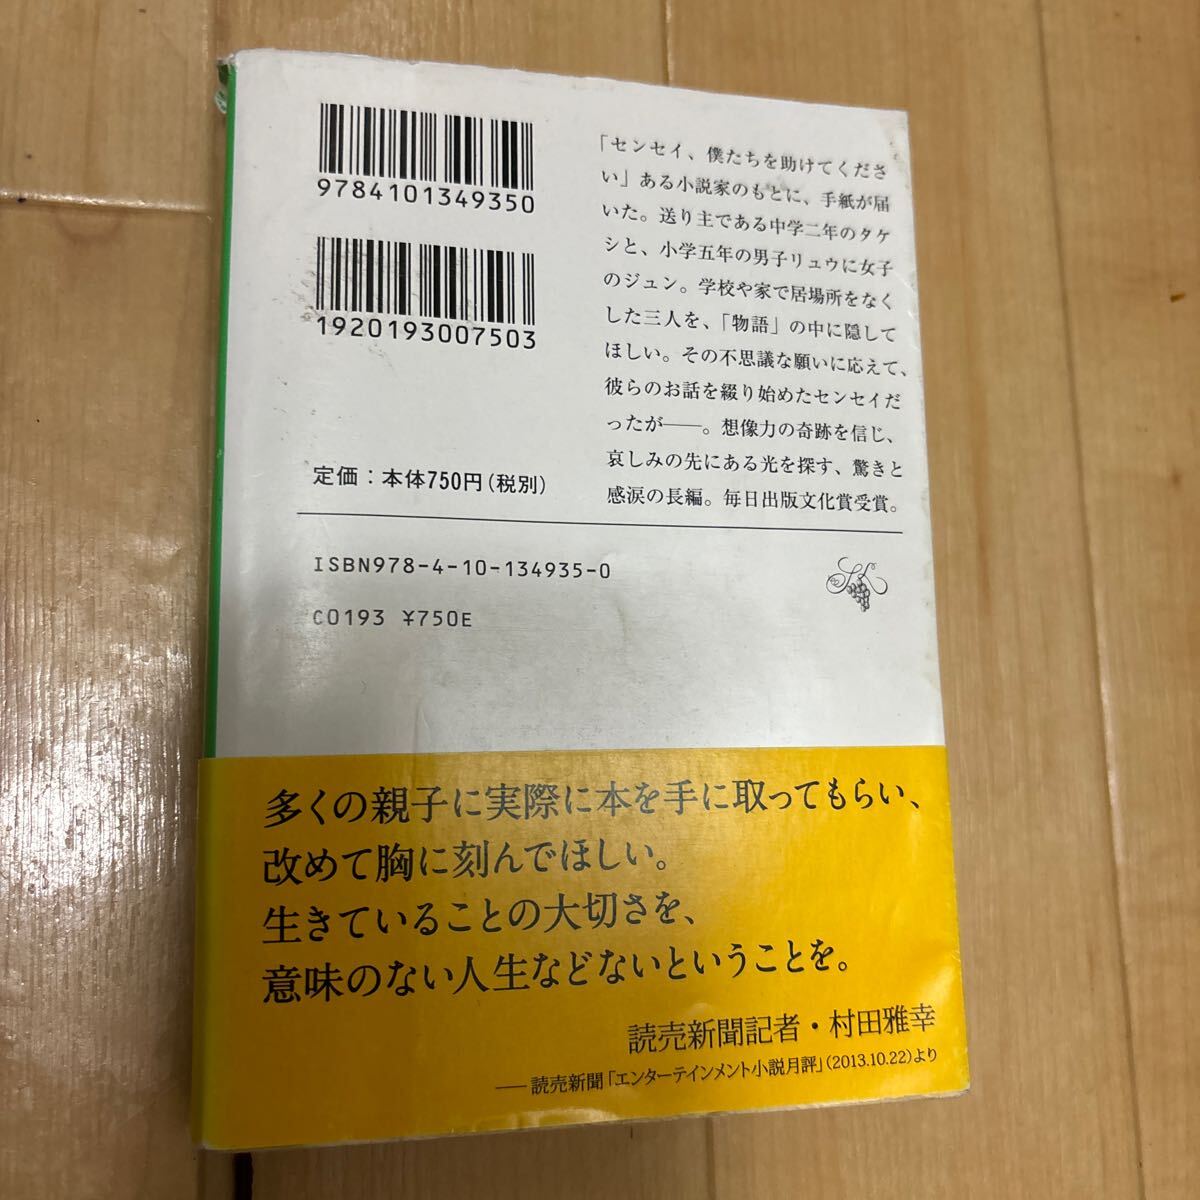 9784101349350
1920193007503
定価：本体750円（税別）
「センセイ、僕たちを助けてくださ
い」ある小説家のもとに、手紙が届
いた。送り主である中学二年のタケ
シと、小学五年の男子リュウに女子
のジュン。学校や家で居場所をなく
した三人を、「物語」の中に隠して
ほしい。その不思議な願いに応えて、
彼らのお話を綴り始めたセンセイだ
ったが――。想像力の奇跡を信じ、
哀しみの先にある光を探す、驚きと
感涙の長編。毎日出版文化賞受賞。
ISBN978-4-10-134935-0
C0193 ¥750E
多くの親子に実際に本を手に取ってもらい、
改めて胸に刻んでほしい。
生きていることの大切さを、
意味のない人生などないということを。
読売新聞記者・村田雅幸
――読売新聞「エンターテインメント小説月評」（2013.10.22）より